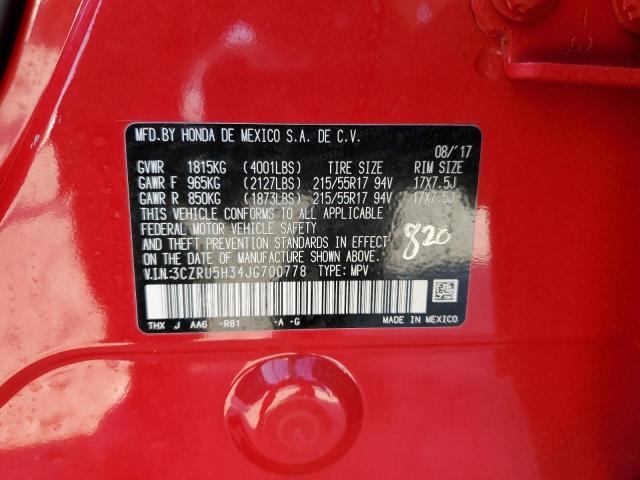 MFD.BY HONDA DE MEXICO S.A. DE C.V.
08/'17
GVWR 1815KG (4001LBS) TIRE SIZE RIM SIZE
GAWR F 965KG (2127LBS) 215/55R17 94V 17X7.5J
GAWR R 850KG (1873LBS) 215/55R17 94V 17X7.5J
THIS VEHICLE CONFORMS TO ALL APPLICABLE
FEDERAL MOTOR VEHICLE SAFETY
AND THEFT PREVENTION STANDARDS IN EFFECT
ON THE DATE OF MANUFACTURE SHOWN ABOVE.
820
V.I.N.:3CZRU5H34JG700778 TYPE: MPV
THX J AA6 -R81 -A -G MADE IN MEXICO